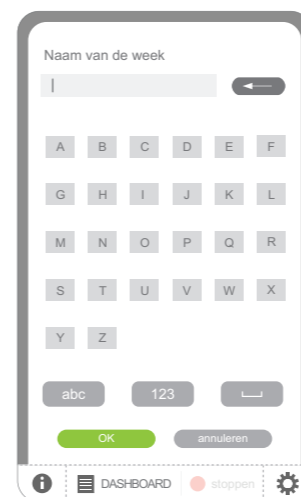 Naam van de week
A B C D E F
G H I J K L
M N O P Q R
S T U V W X
Y Z
abc 123
OK annuleren
DASHBOARD stoppen